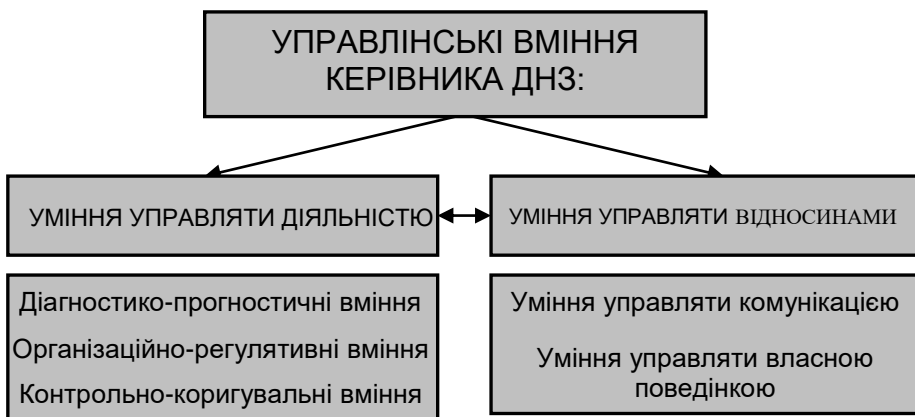 УПРАВЛІНСЬКІ ВМІННЯ
КЕРІВНИКА ДНЗ:
УМІННЯ УПРАВЛЯТИ ДІЯЛЬНІСТЮ
УМІННЯ УПРАВЛЯТИ ВІДНОСИНАМИ
Діагностико-прогностичні вміння
Організаційно-регулятивні вміння
Контрольно-коригувальні вміння
Уміння управляти комунікацією
Уміння управляти власною
поведінкою